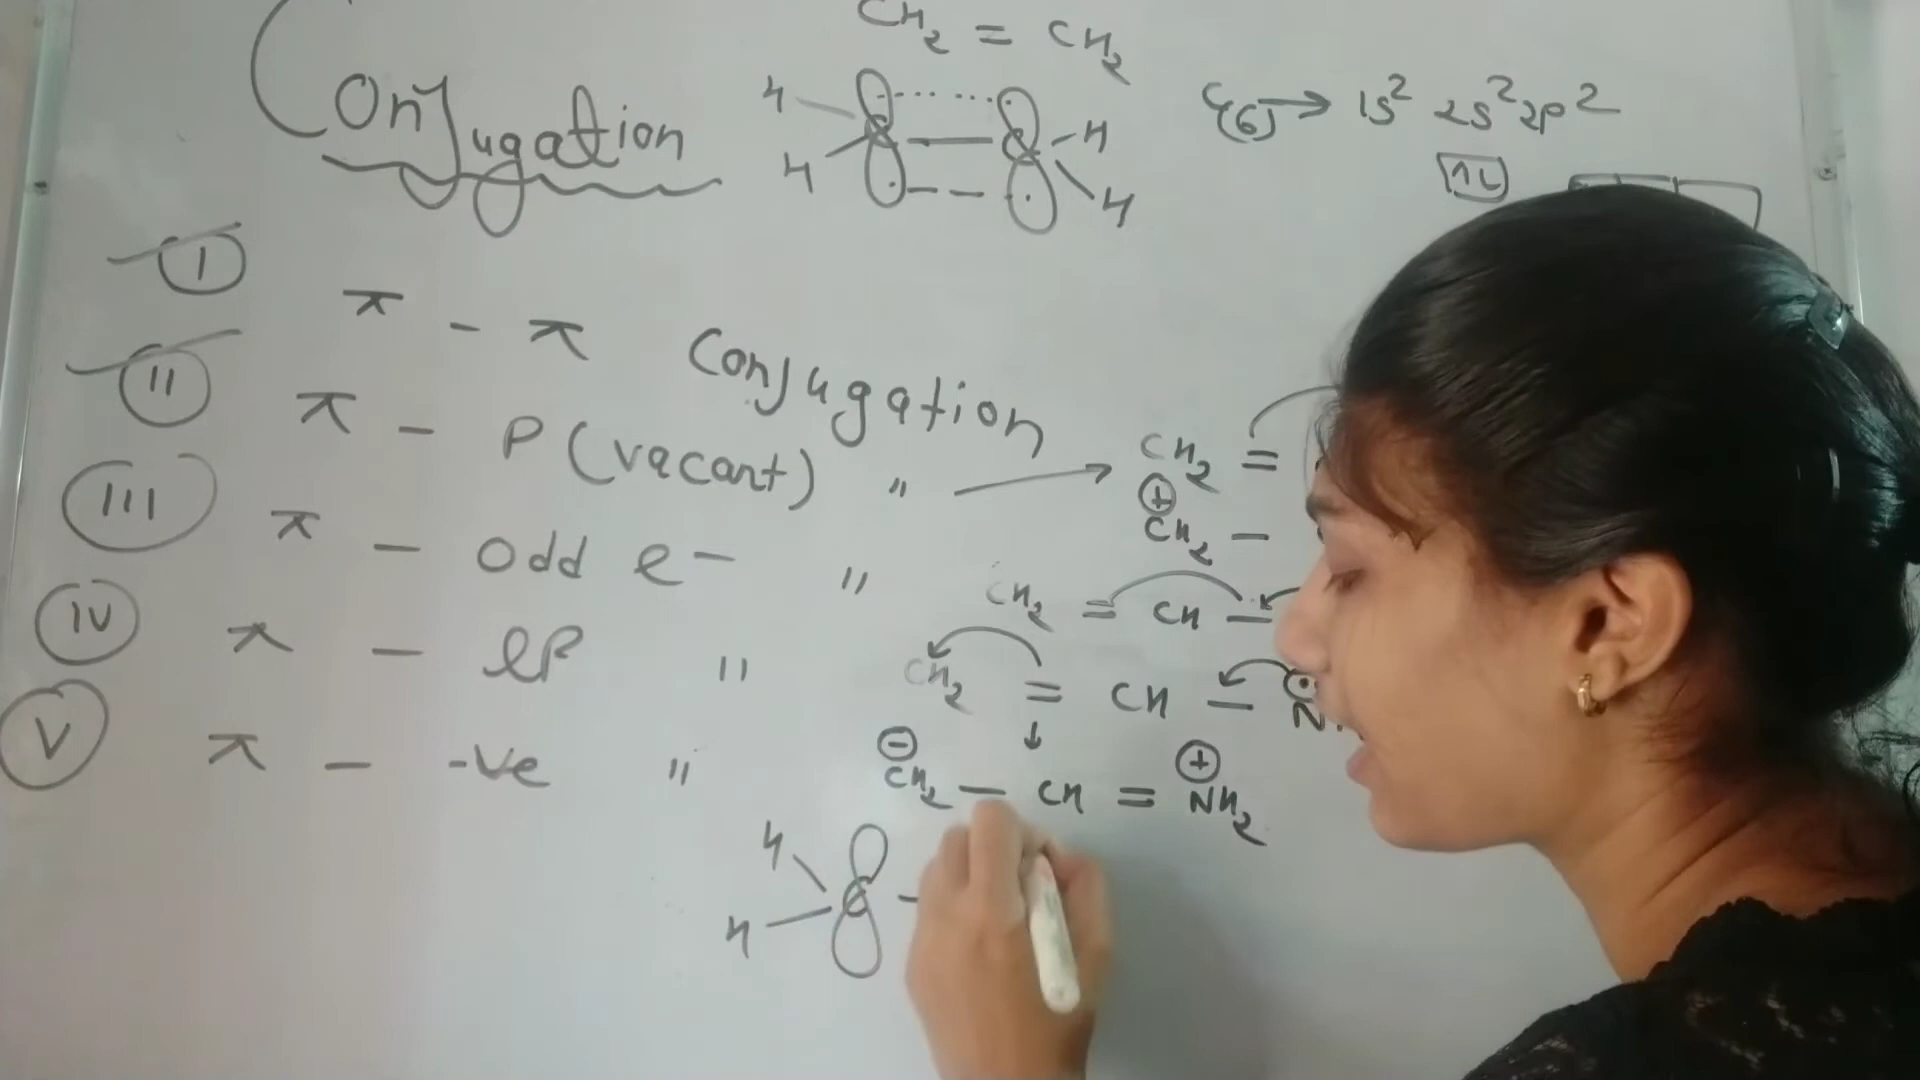 Conjugation
CH2 = CH2
H C — C H
H H
C(6) → 1s² 2s² 2p²
1L
I π - π Conjugation
II π - P (vacant) " → CH2 =
⊕
CH2 -
III π - Odd e- "
CH2 = CH -
IV π - lP "
CH2 = CH - N
↓
V π - -ve "
⊖ ⊕
CH2 - CH = NH2
H
H C -